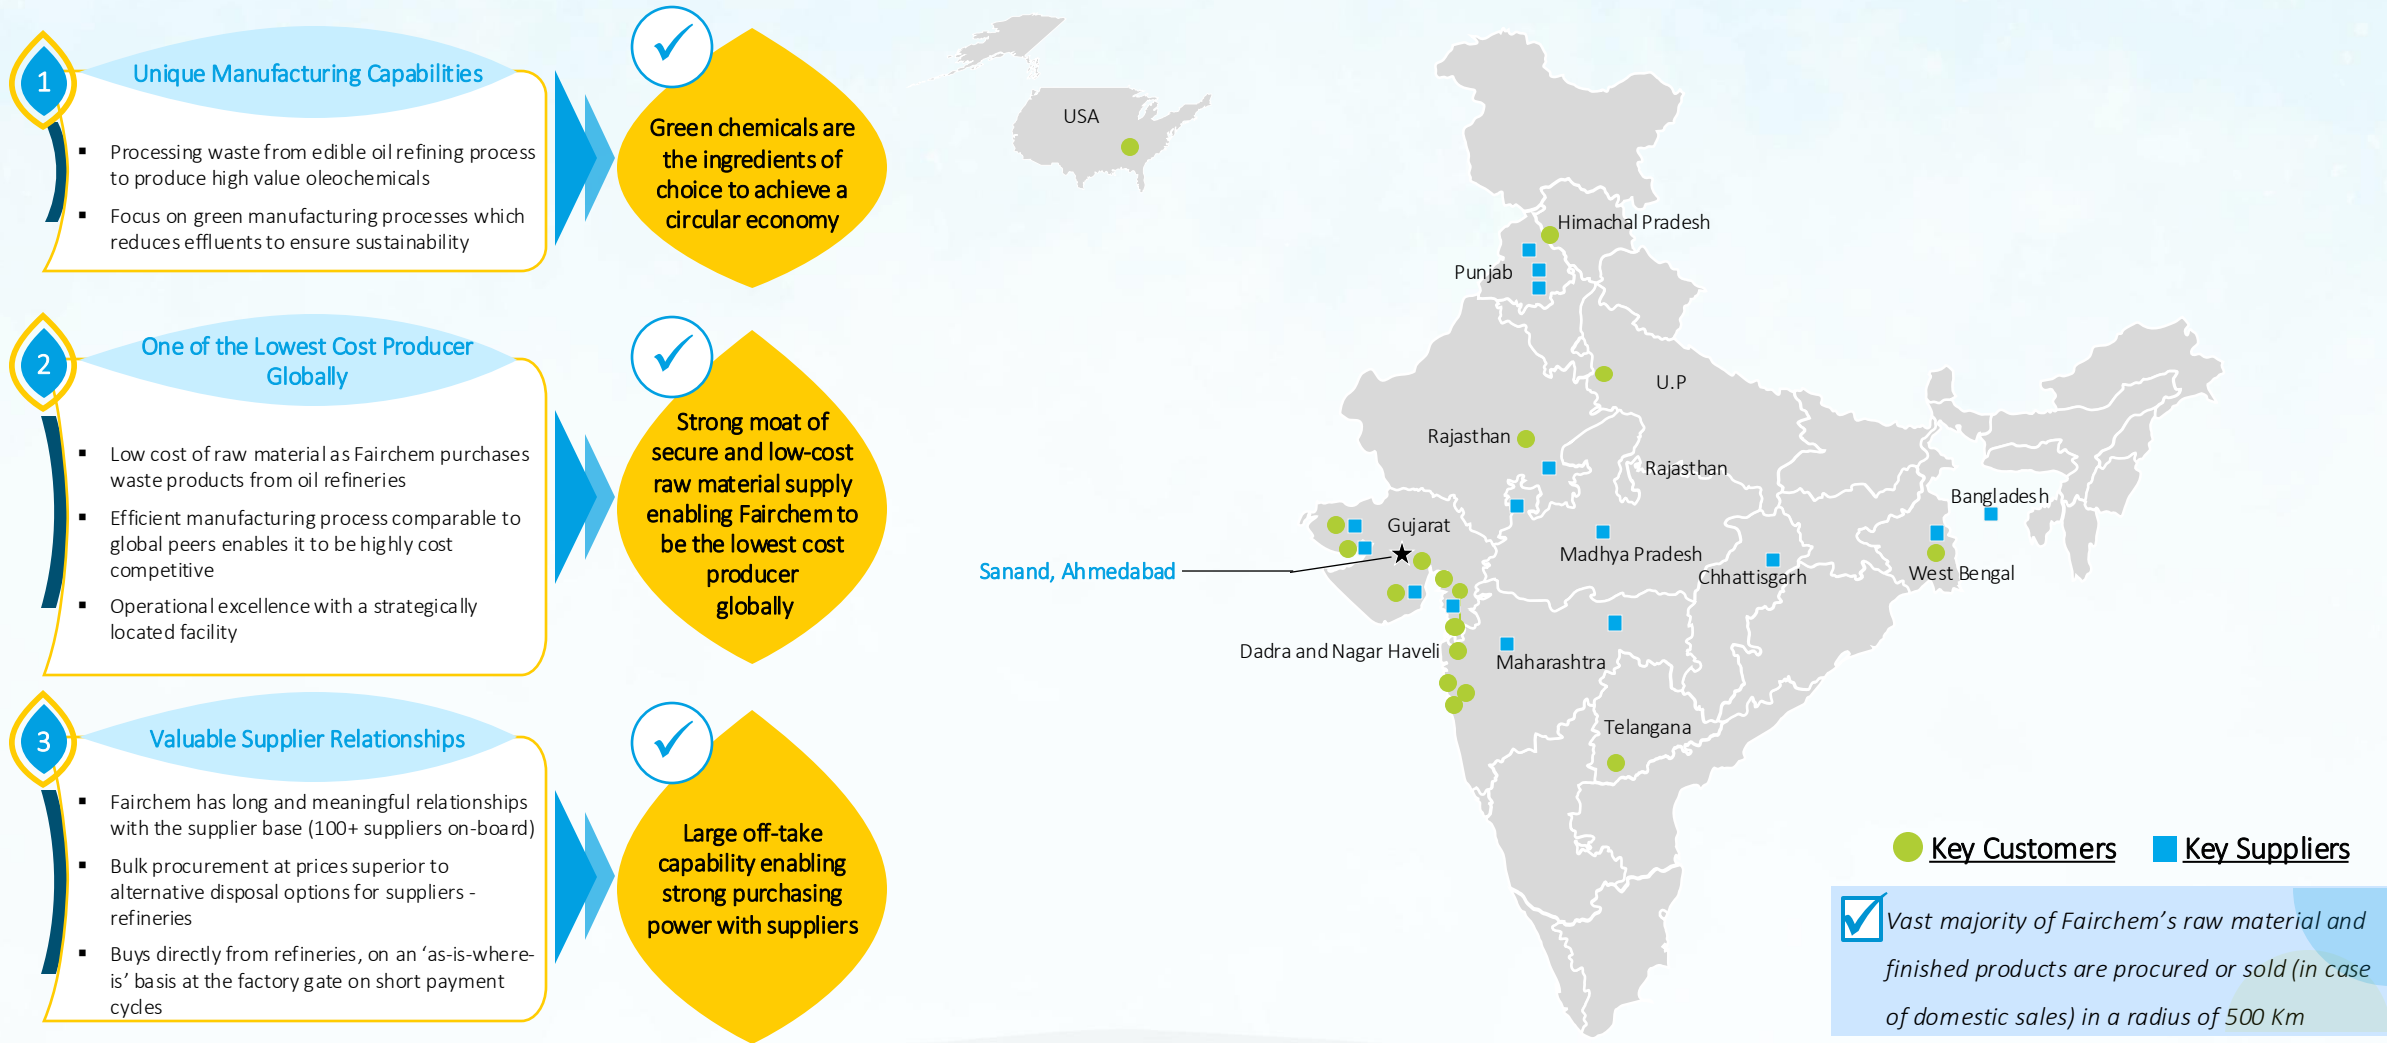 1
Unique Manufacturing Capabilities
▪ Processing waste from edible oil refining process
to produce high value oleochemicals
▪ Focus on green manufacturing processes which
reduces effluents to ensure sustainability
Green chemicals are
the ingredients of
choice to achieve a
circular economy
2
One of the Lowest Cost Producer
Globally
▪ Low cost of raw material as Fairchem purchases
waste products from oil refineries
▪ Efficient manufacturing process comparable to
global peers enables it to be highly cost
competitive
▪ Operational excellence with a strategically
located facility
Strong moat of
secure and low-cost
raw material supply
enabling Fairchem to
be the lowest cost
producer
globally
3
Valuable Supplier Relationships
▪ Fairchem has long and meaningful relationships
with the supplier base (100+ suppliers on-board)
▪ Bulk procurement at prices superior to
alternative disposal options for suppliers -
refineries
▪ Buys directly from refineries, on an ‘as-is-where-
is’ basis at the factory gate on short payment
cycles
Large off-take
capability enabling
strong purchasing
power with suppliers
USA
Himachal Pradesh
Punjab
U.P
Rajasthan
Rajasthan
Bangladesh
Gujarat
Madhya Pradesh
Sanand, Ahmedabad
Chhattisgarh
West Bengal
Dadra and Nagar Haveli
Maharashtra
Telangana
Key Customers
Key Suppliers
Vast majority of Fairchem’s raw material and
finished products are procured or sold (in case
of domestic sales) in a radius of 500 Km